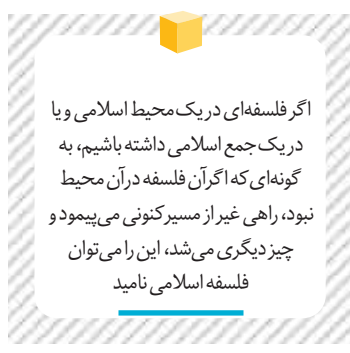 اگر فلسفه‌ای در یک محیط اسلامی و یا
در یک جمع اسلامی داشته باشیم، به
گونه‌ای که اگر آن فلسفه در آن محیط
نبود، راهی غیر از مسیر کنونی می‌پیمود و
چیز دیگری می‌شد، این را می‌توان
فلسفه اسلامی نامید